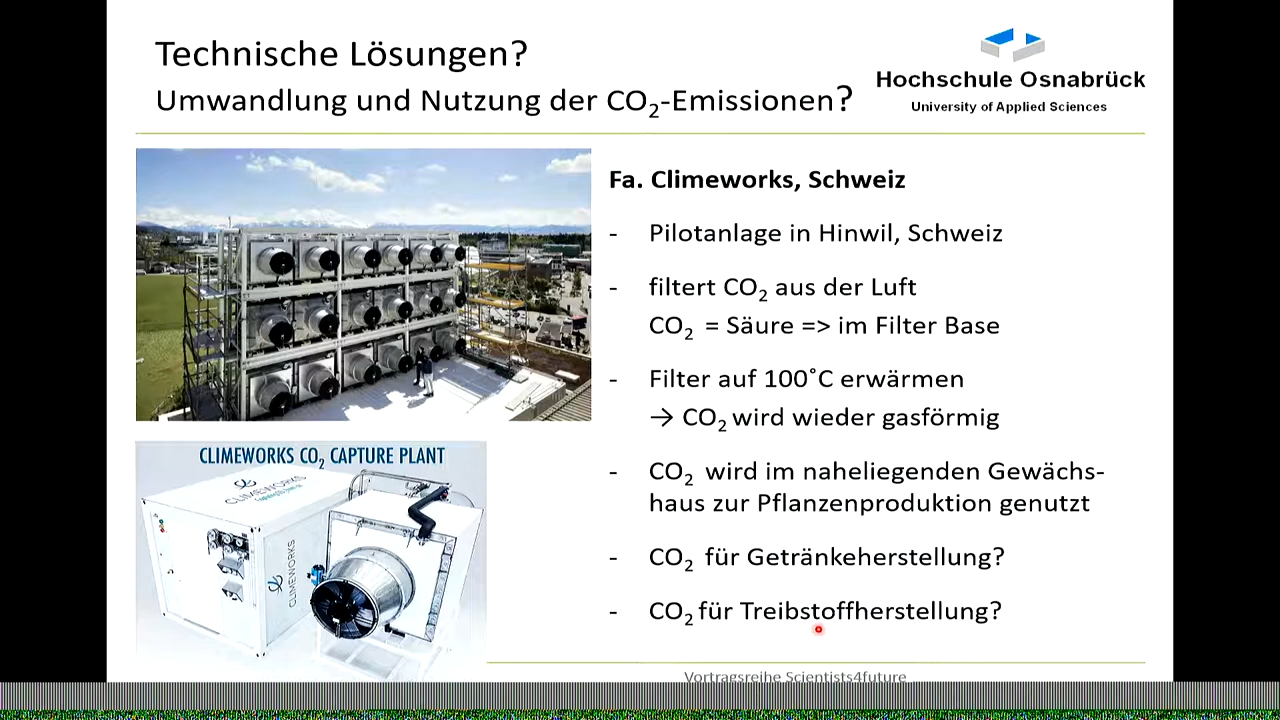 Technische Lösungen?
Umwandlung und Nutzung der CO₂-Emissionen?
Hochschule Osnabrück
University of Applied Sciences
Fa. Climeworks, Schweiz
- Pilotanlage in Hinwil, Schweiz
- filtert CO₂ aus der Luft
CO₂ = Säure => im Filter Base
- Filter auf 100°C erwärmen
→ CO₂ wird wieder gasförmig
- CO₂ wird im naheliegenden Gewächs-
haus zur Pflanzenproduktion genutzt
- CO₂ für Getränkeherstellung?
- CO₂ für Treibstoffherstellung?
CLIMEWORKS CO₂ CAPTURE PLANT
CLIMEWORKS
CLIMEWORKS
Vortragsreihe Scientists4future